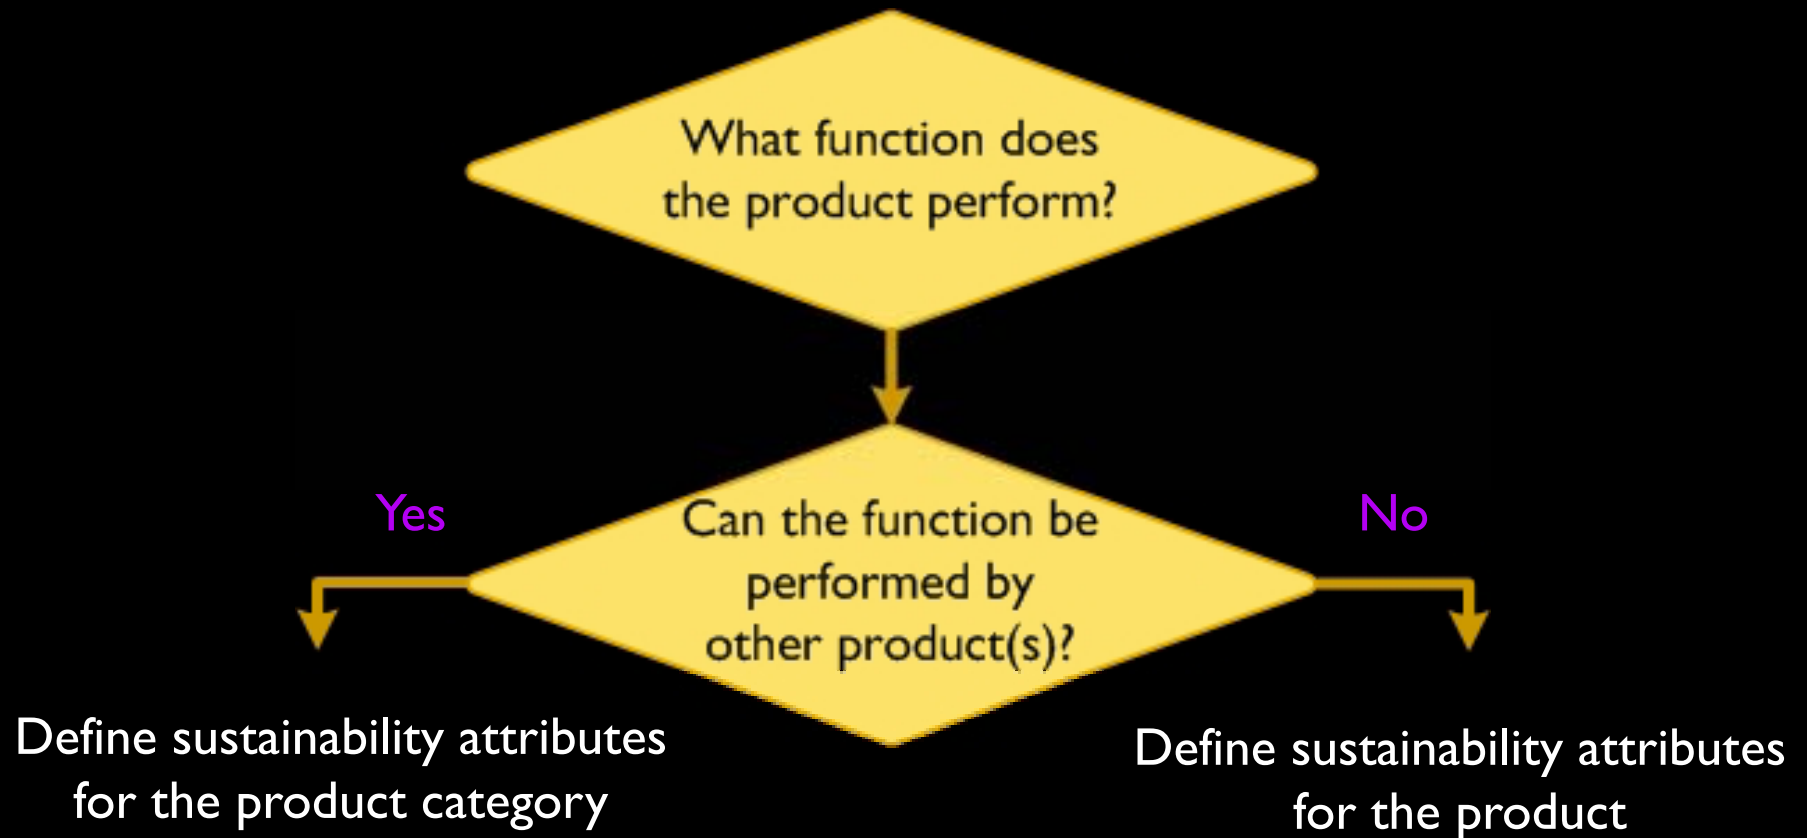 What function does
the product perform?
Yes
No
Can the function be
performed by
other product(s)?
Define sustainability attributes
for the product category
Define sustainability attributes
for the product